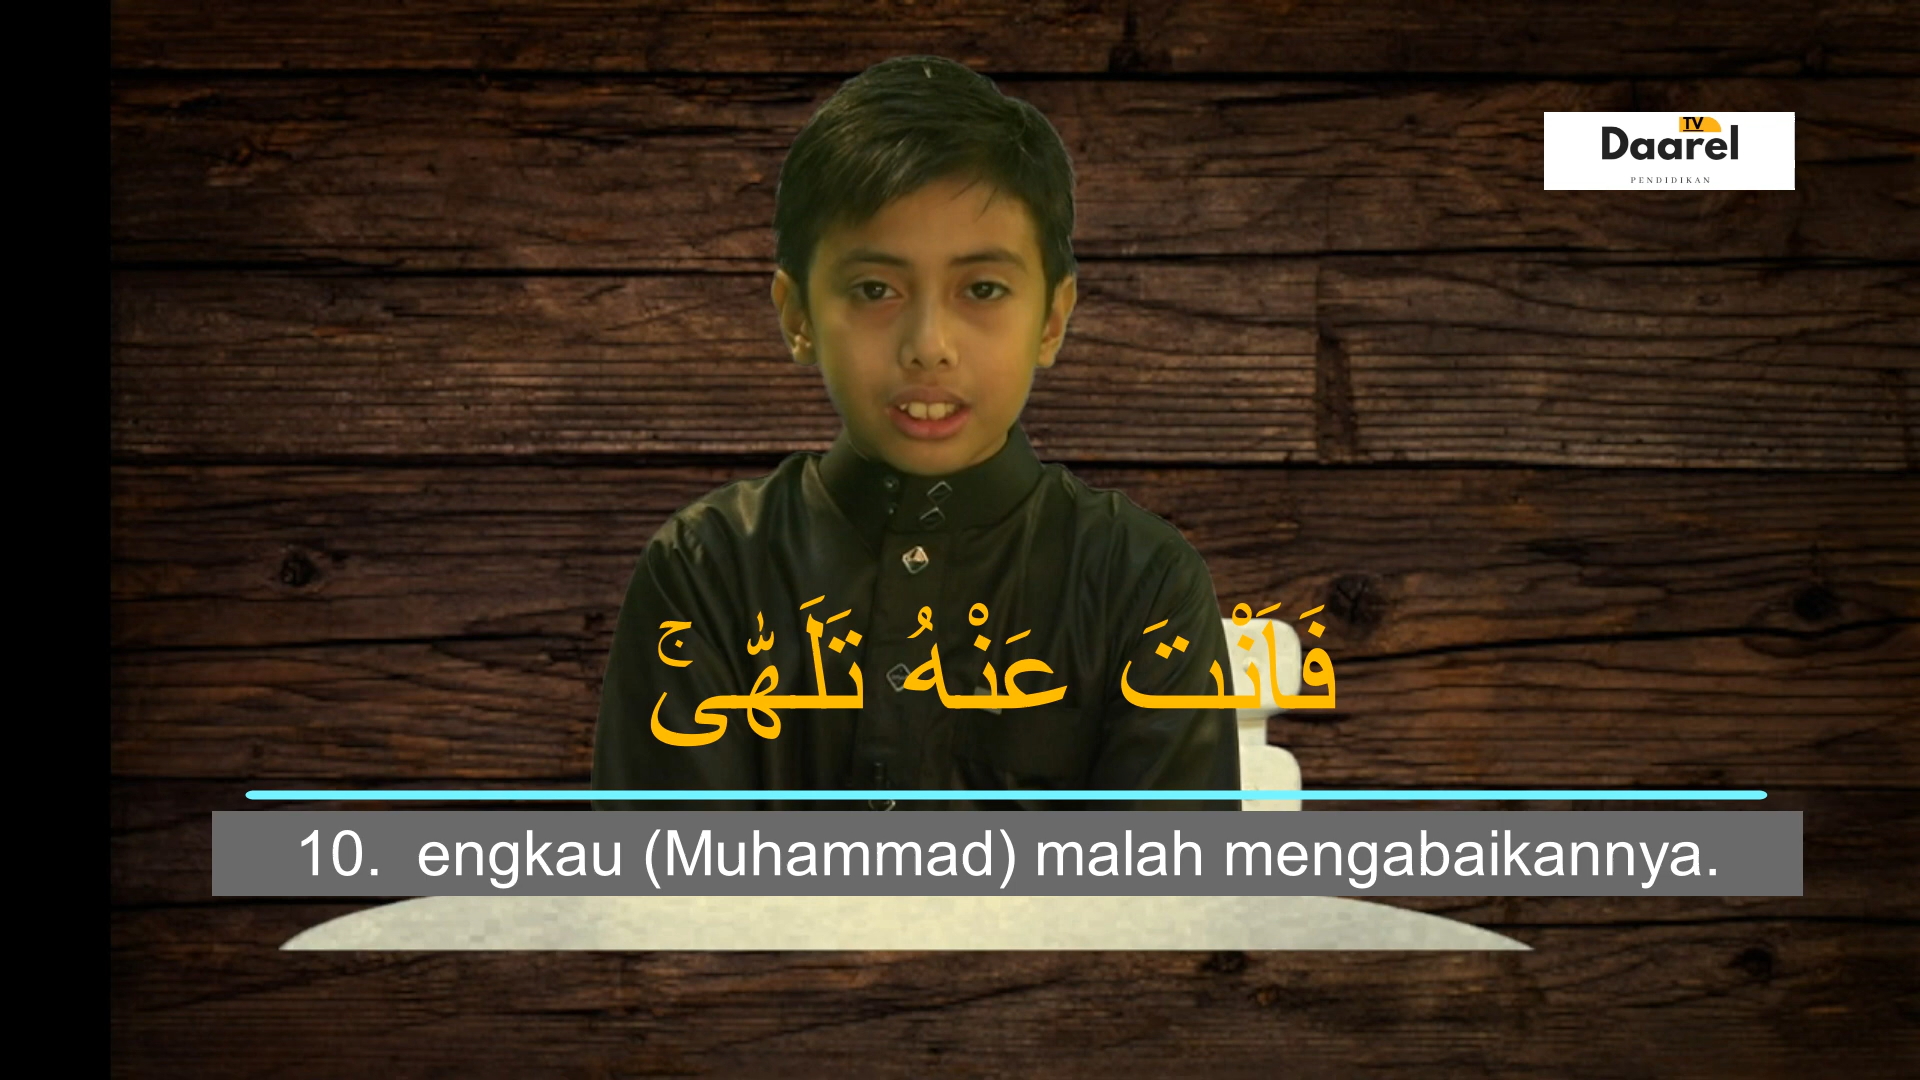 TV
Daarel
PENDIDIKAN
فَاَنْتَ عَنْهُ تَلَهّٰىۚ
10. engkau (Muhammad) malah mengabaikannya.